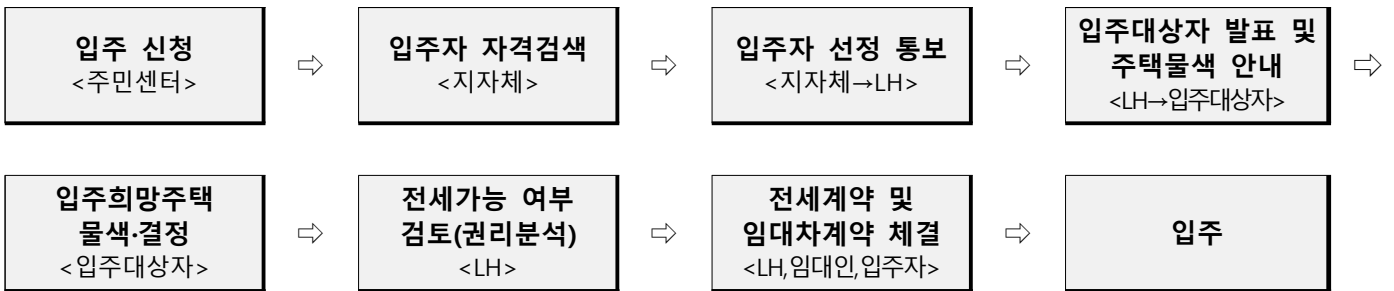 입주 신청
<주민센터>
⇨
입주자 자격검색
<지자체>
⇨
입주자 선정 통보
<지자체→LH>
⇨
입주대상자 발표 및
주택물색 안내
<LH→입주대상자>
⇨
입주희망주택
물색·결정
<입주대상자>
⇨
전세가능 여부
검토(권리분석)
<LH>
⇨
전세계약 및
임대차계약 체결
<LH,임대인,입주자>
⇨
입주